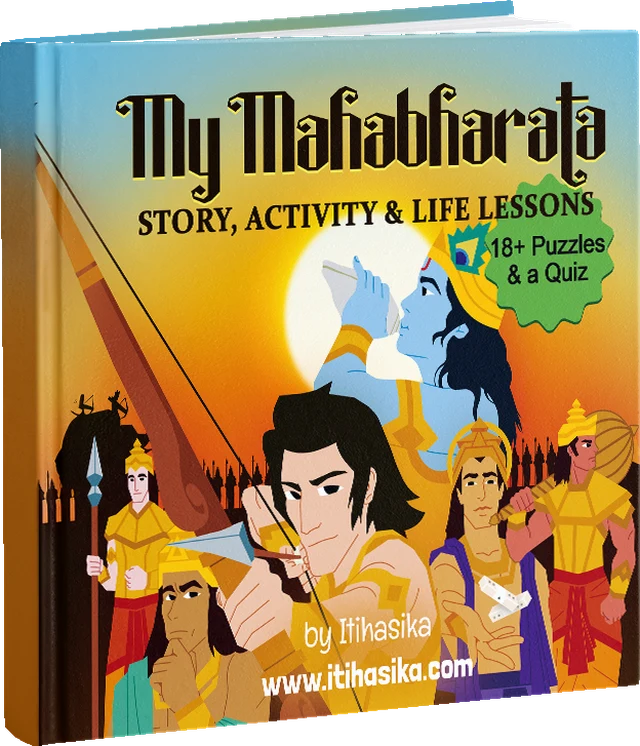 My Mahabharata
STORY, ACTIVITY & LIFE LESSONS
18+ Puzzles
& a Quiz
by Itihasika
www.itihasika.com